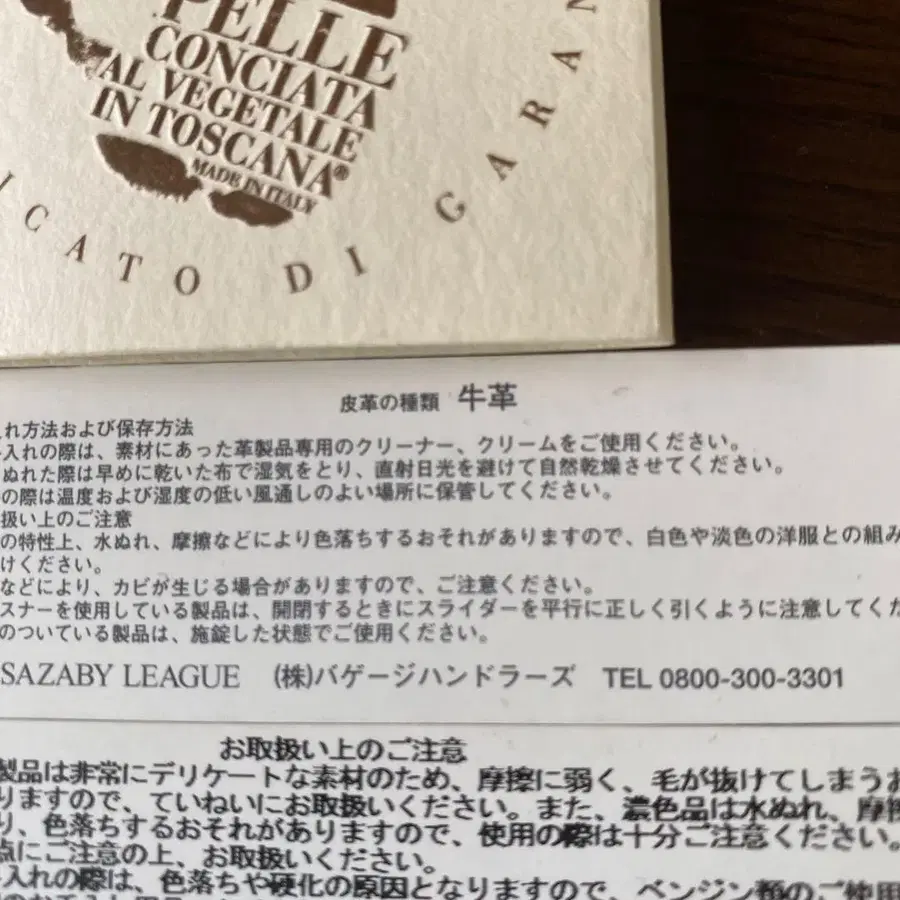 PELLE
CONCIATA
AL VEGETALE
IN TOSCANA®
MADE IN ITALY
ICATO DI GARAN
皮革の種類 牛革
れ方法および保存方法
入れの際は、素材にあった革製品専用のクリーナー、クリームをご使用ください。
ぬれた際は早めに乾いた布で湿気をとり、直射日光を避けて自然乾燥させてください。
の際は温度および湿度の低い風通しのよい場所に保管してください。
扱い上のご注意
の特性上、水ぬれ、摩擦などにより色落ちするおそれがありますので、白色や淡色の洋服との組み
けください。
などにより、カビが生じる場合がありますので、ご注意ください。
スナーを使用している製品は、開閉するときにスライダーを平行に正しく引くように注意してくだ
のついている製品は、施錠した状態でご使用ください。
SAZABY LEAGUE (株)バゲージハンドラーズ TEL 0800-300-3301
お取扱い上のご注意
製品は非常にデリケートな素材のため、摩擦に弱く、毛が抜けてしまうお
りますので、ていねいにお取扱いください。また、濃色品は水ぬれ、摩擦
り、色落ちするおそれがありますので、使用の際は十分ご注意ください。
点にご注意の上、お取扱いください。
入れの際は、色落ちや硬化の原因となりますので、ベンジン類のご使用